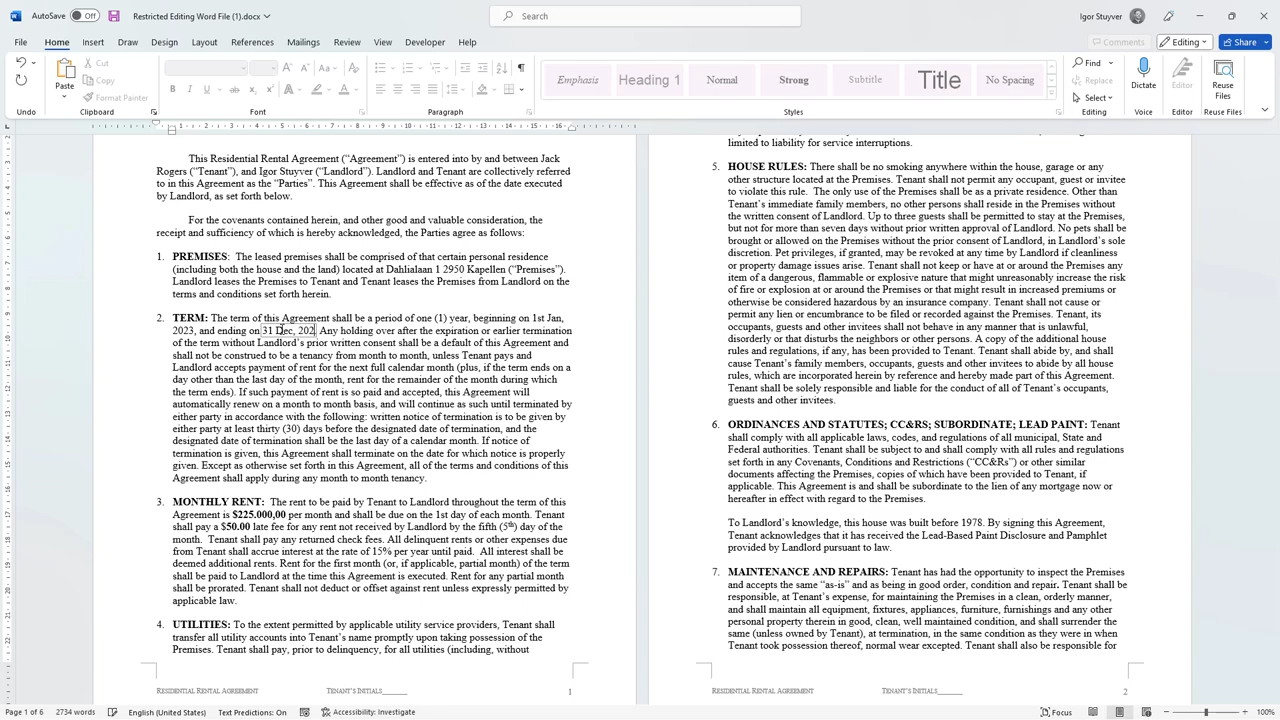 AutoSave Off Restricted Editing Word File (1).docx Search Igor Stuyver
File Home Insert Draw Design Layout References Mailings Review View Developer Help Comments Editing Share
Undo
Paste
Cut
Copy
Format Painter
Clipboard
Font
Paragraph
Emphasis Heading 1 Normal Strong Subtitle Title No Spacing
Styles
Find
Replace
Select
Editing
Dictate
Voice
Editor
Editor
Reuse Files
Reuse Files
This Residential Rental Agreement (“Agreement”) is entered into by and between Jack
Rogers (“Tenant”), and Igor Stuyver (“Landlord”). Landlord and Tenant are collectively referred
to in this Agreement as the “Parties”. This Agreement shall be effective as of the date executed
by Landlord, as set forth below.
For the covenants contained herein, and other good and valuable consideration, the
receipt and sufficiency of which is hereby acknowledged, the Parties agree as follows:
1. PREMISES: The leased premises shall be comprised of that certain personal residence
(including both the house and the land) located at Dahlialaan 1 2950 Kapellen (“Premises”).
Landlord leases the Premises to Tenant and Tenant leases the Premises from Landlord on the
terms and conditions set forth herein.
2. TERM: The term of this Agreement shall be a period of one (1) year, beginning on 1st Jan,
2023, and ending on 31 Dec, 202. Any holding over after the expiration or earlier termination
of the term without Landlord’s prior written consent shall be a default of this Agreement and
shall not be construed to be a tenancy from month to month, unless Tenant pays and
Landlord accepts payment of rent for the next full calendar month (plus, if the term ends on a
day other than the last day of the month, rent for the remainder of the month during which
the term ends). If such payment of rent is so paid and accepted, this Agreement will
automatically renew on a month to month basis, and will continue as such until terminated by
either party in accordance with the following: written notice of termination is to be given by
either party at least thirty (30) days before the designated date of termination, and the
designated date of termination shall be the last day of a calendar month. If notice of
termination is given, this Agreement shall terminate on the date for which notice is properly
given. Except as otherwise set forth in this Agreement, all of the terms and conditions of this
Agreement shall apply during any month to month tenancy.
3. MONTHLY RENT: The rent to be paid by Tenant to Landlord throughout the term of this
Agreement is $225.000,00 per month and shall be due on the 1st day of each month. Tenant
shall pay a $50.00 late fee for any rent not received by Landlord by the fifth (5th) day of the
month. Tenant shall pay any returned check fees. All delinquent rents or other expenses due
from Tenant shall accrue interest at the rate of 15% per year until paid. All interest shall be
deemed additional rents. Rent for the first month (or, if applicable, partial month) of the term
shall be paid to Landlord at the time this Agreement is executed. Rent for any partial month
shall be prorated. Tenant shall not deduct or offset against rent unless expressly permitted by
applicable law.
4. UTILITIES: To the extent permitted by applicable utility service providers, Tenant shall
transfer all utility accounts into Tenant’s name promptly upon taking possession of the
Premises. Tenant shall pay, prior to delinquency, for all utilities (including, without
RESIDENTIAL RENTAL AGREEMENT TENANT’S INITIALS______ 1
limited to liability for service interruptions.
5. HOUSE RULES: There shall be no smoking anywhere within the house, garage or any
other structure located at the Premises. Tenant shall not permit any occupant, guest or invitee
to violate this rule. The only use of the Premises shall be as a private residence. Other than
Tenant’s immediate family members, no other persons shall reside in the Premises without
the written consent of Landlord. Up to three guests shall be permitted to stay at the Premises,
but not for more than seven days without prior written approval of Landlord. No pets shall be
brought or allowed on the Premises without the prior consent of Landlord, in Landlord’s sole
discretion. Pet privileges, if granted, may be revoked at any time by Landlord if cleanliness
or property damage issues arise. Tenant shall not keep or have at or around the Premises any
item of a dangerous, flammable or explosive nature that might unreasonably increase the risk
of fire or explosion at or around the Premises or that might result in increased premiums or
otherwise be considered hazardous by an insurance company. Tenant shall not cause or
permit any lien or encumbrance to be filed or recorded against the Premises. Tenant, its
occupants, guests and other invitees shall not behave in any manner that is unlawful,
disorderly or that disturbs the neighbors or other persons. A copy of the additional house
rules and regulations, if any, has been provided to Tenant. Tenant shall abide by, and shall
cause Tenant’s family members, occupants, guests and other invitees to abide by all house
rules, which are incorporated herein by reference and hereby made part of this Agreement.
Tenant shall be solely responsible and liable for the conduct of all of Tenant’s occupants,
guests and other invitees.
6. ORDINANCES AND STATUTES; CC&RS; SUBORDINATE; LEAD PAINT: Tenant
shall comply with all applicable laws, codes, and regulations of all municipal, State and
Federal authorities. Tenant shall be subject to and shall comply with all rules and regulations
set forth in any Covenants, Conditions and Restrictions (“CC&Rs”) or other similar
documents affecting the Premises, copies of which have been provided to Tenant, if
applicable. This Agreement is and shall be subordinate to the lien of any mortgage now or
hereafter in effect with regard to the Premises.
To Landlord’s knowledge, this house was built before 1978. By signing this Agreement,
Tenant acknowledges that it has received the Lead-Based Paint Disclosure and Pamphlet
provided by Landlord pursuant to law.
7. MAINTENANCE AND REPAIRS: Tenant has had the opportunity to inspect the Premises
and accepts the same “as-is” and as being in good order, condition and repair. Tenant shall be
responsible, at Tenant’s expense, for maintaining the Premises in a clean, orderly manner,
and shall maintain all equipment, fixtures, appliances, furniture, furnishings and any other
personal property therein in good, clean, well maintained condition, and shall surrender the
same (unless owned by Tenant), at termination, in the same condition as they were in when
Tenant took possession thereof, normal wear excepted. Tenant shall also be responsible for
RESIDENTIAL RENTAL AGREEMENT TENANT’S INITIALS______ 2
Page 1 of 6 2734 words English (United States) Text Predictions: On Accessibility: Investigate Focus 100%